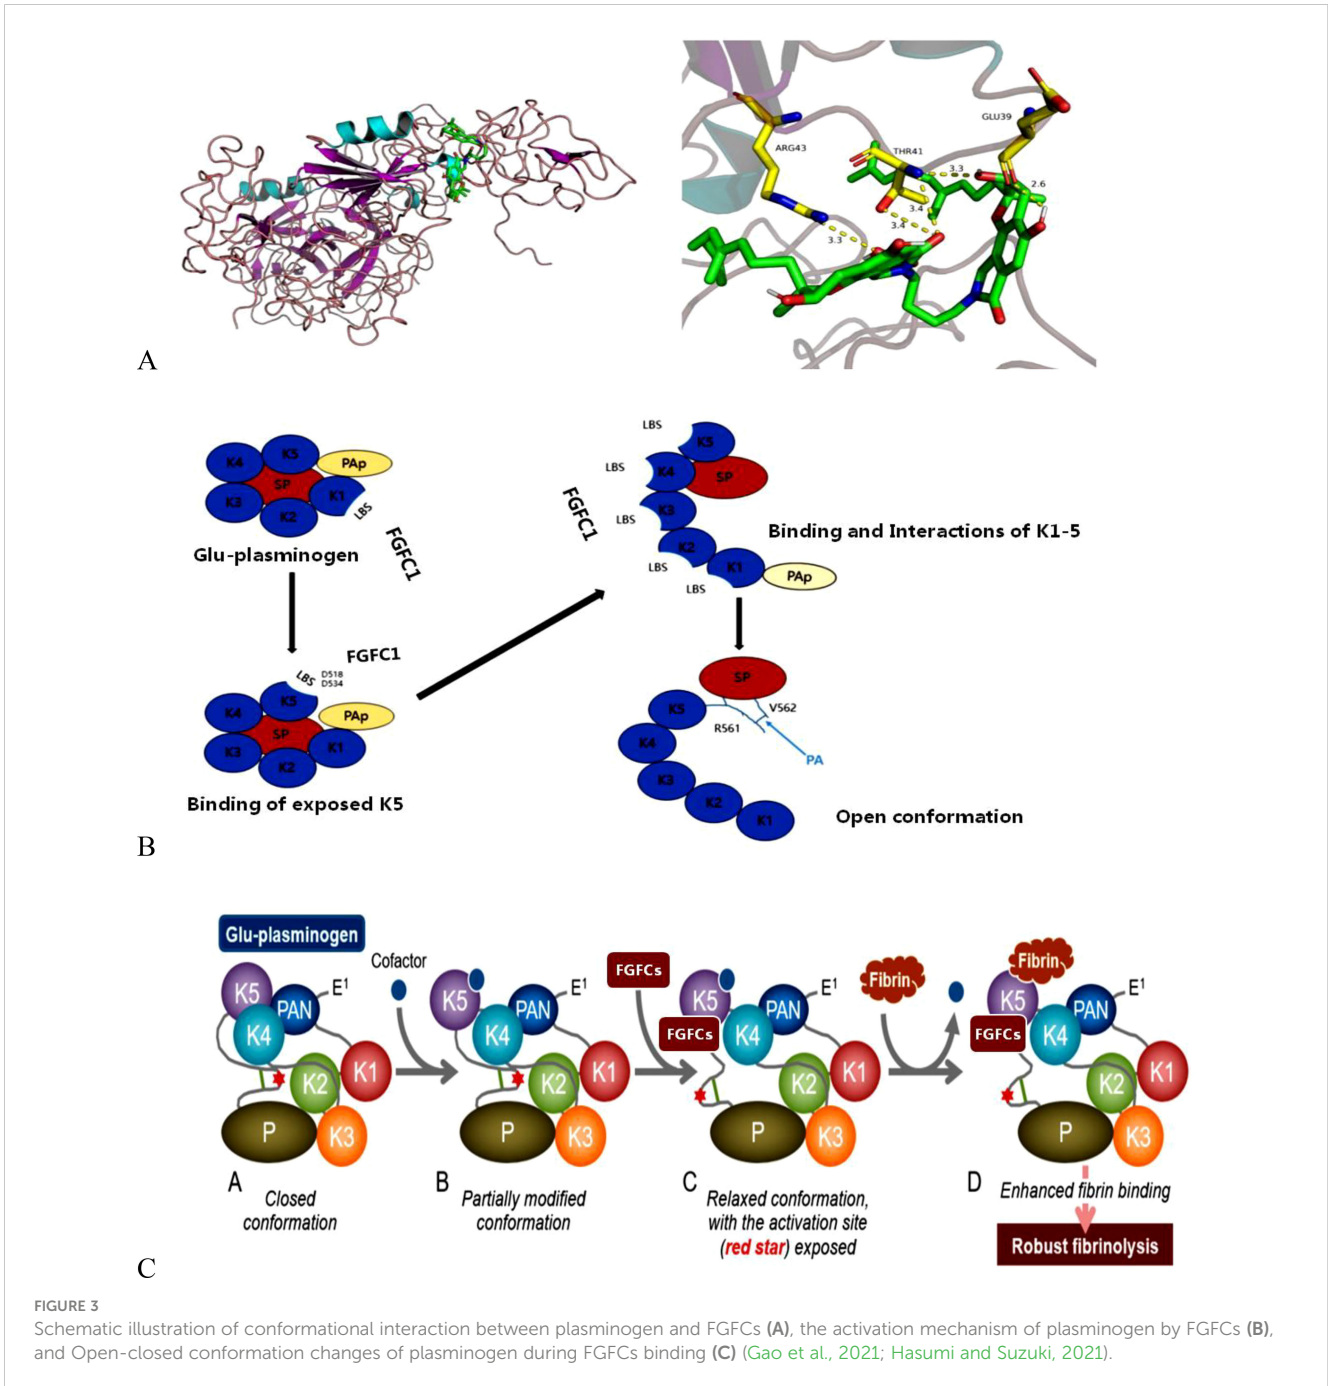 ARG43
THR41
GLU39
3.3
2.6
3.4
3.4
3.3
A
K4
K5
PAp
SP
K3
K1
K2
LBS
Glu-plasminogen
FGFC1
FGFC1
LBS
D518
D534
K4
K5
PAp
SP
K3
K1
K2
Binding of exposed K5
LBS
K5
LBS
K4
SP
FGFC1
LBS
K3
K2
LBS
K1
LBS
PAp
Binding and Interactions of K1-5
SP
K5
V562
R561
K4
PA
K3
K2
K1
Open conformation
B
Glu-plasminogen
K5
PAN
E1
K4
K2
K1
P
K3
A
Closed
conformation
Cofactor
K5
PAN
E1
K4
K2
K1
P
K3
B
Partially modified
conformation
FGFCs
K5
PAN
E1
FGFCs
K4
K2
K1
P
K3
C
Relaxed conformation,
with the activation site
(red star) exposed
Fibrin
Fibrin
K5
PAN
E1
FGFCs
K4
K2
K1
P
K3
D
Enhanced fibrin binding
Robust fibrinolysis
C
FIGURE 3
Schematic illustration of conformational interaction between plasminogen and FGFCs (A), the activation mechanism of plasminogen by FGFCs (B),
and Open-closed conformation changes of plasminogen during FGFCs binding (C) (Gao et al., 2021; Hasumi and Suzuki, 2021).